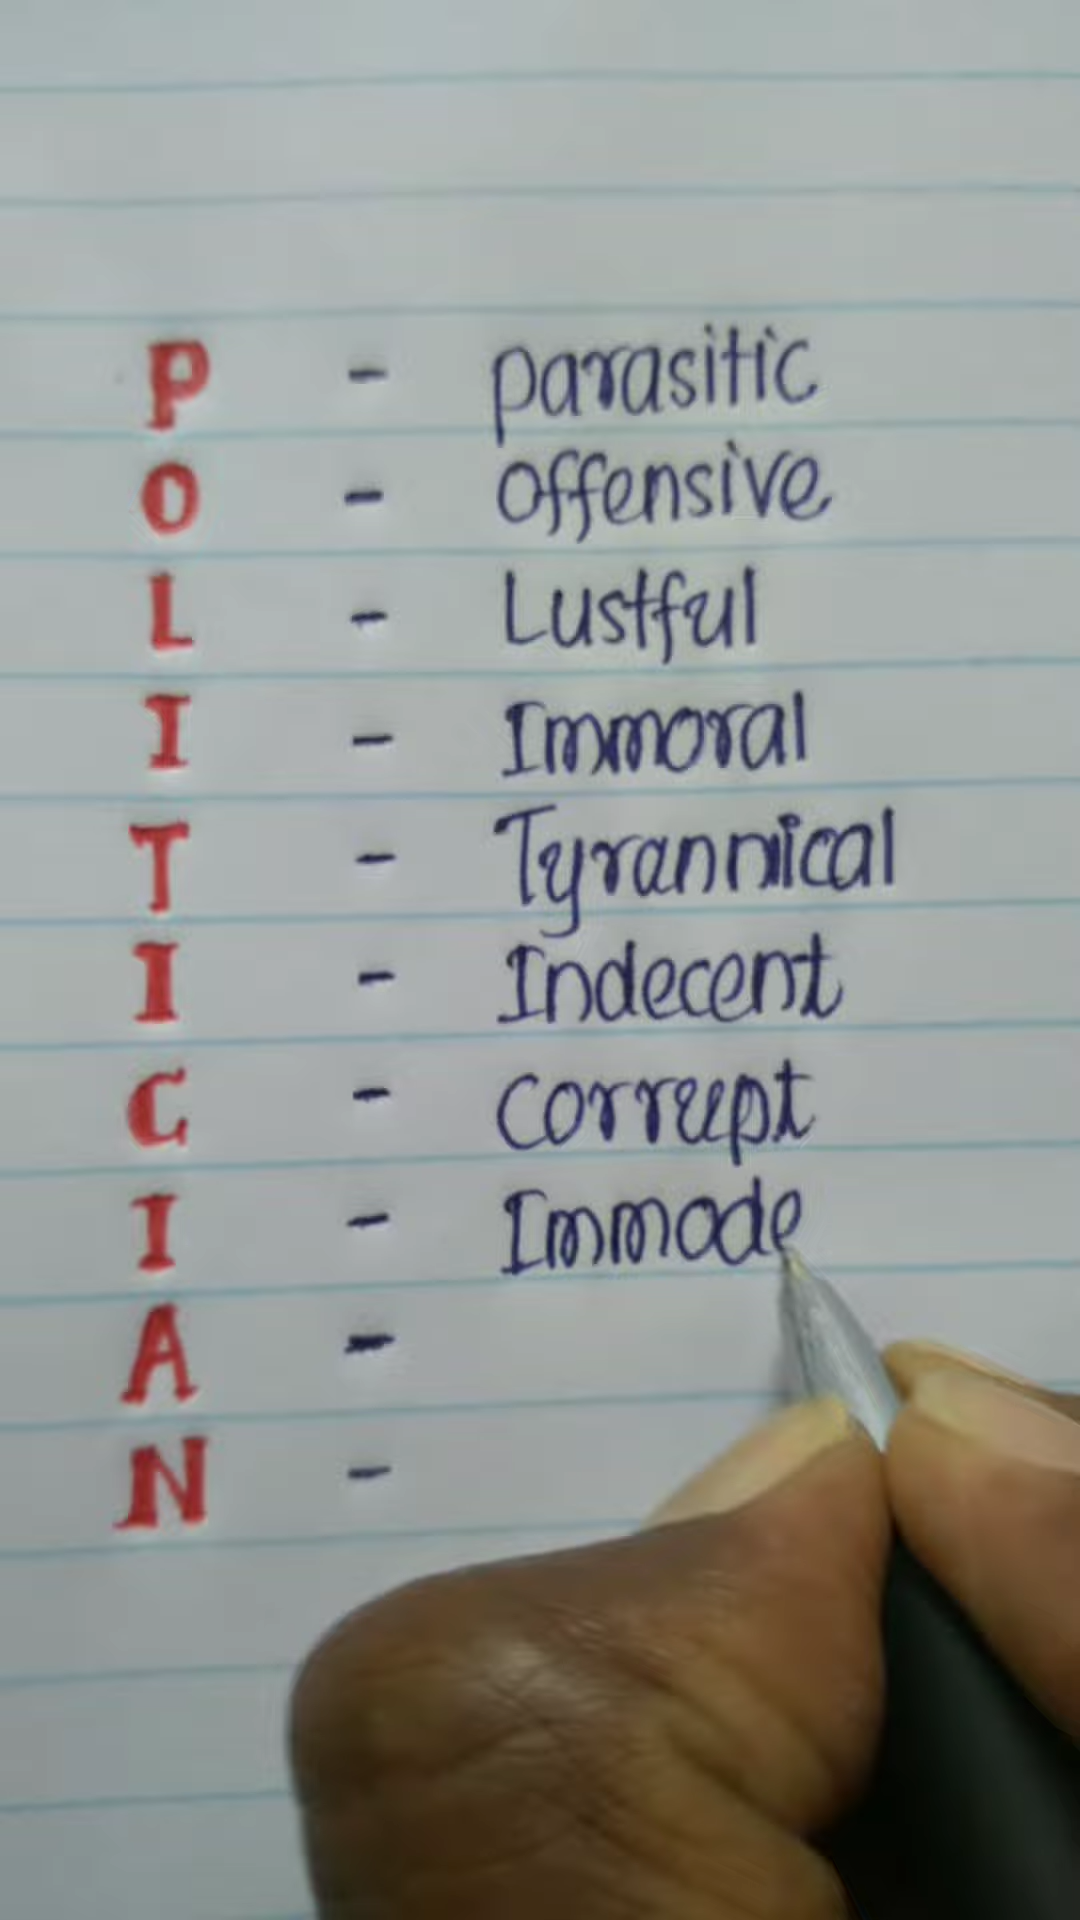 P - parasitic
O - offensive
L - Lustful
I - Immoral
T - Tyrannical
I - Indecent
C - corrupt
I - Immode
A -
N -